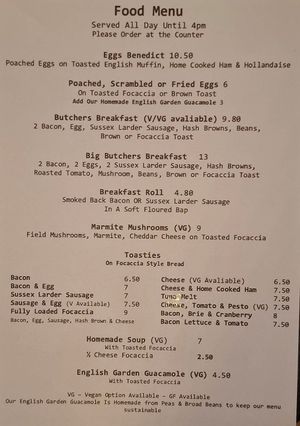 Food Menu
Served All Day Until 4pm
Please Order at the Counter
Eggs Benedict 10.50
Poached Eggs on Toasted English Muffin, Home Cooked Ham & Hollandaise
Poached, Scrambled or Fried Eggs 6
On Toasted Focaccia or Brown Toast
Add Our Homemade English Garden Guacamole 3
Butchers Breakfast (V/VG avaliable) 9.80
2 Bacon, Egg, Sussex Larder Sausage, Hash Browns, Beans,
Brown or Focaccia Toast
Big Butchers Breakfast 13
2 Bacon, 2 Eggs, 2 Sussex Larder Sausage, Hash Browns,
Roasted Tomato, Mushroom, Beans, Brown or Focaccia Toast
Breakfast Roll 4.80
Smoked Back Bacon OR Sussex Larder Sausage
In A Soft Floured Bap
Marmite Mushrooms (VG) 9
Field Mushrooms, Marmite, Cheddar Cheese on Toasted Focaccia
Toasties
On Focaccia Style Bread
Bacon 6.50
Bacon & Egg 7
Sussex Larder Sausage 7
Sausage & Egg (V Available) 7.50
Fully Loaded Focaccia 9
Bacon, Egg, Sausage, Hash Brown & Cheese
Cheese (VG Avaliable) 6.50
Cheese & Home Cooked Ham 7.50
Tuna Melt 7.50
Cheese, Tomato & Pesto (VG) 7.50
Bacon, Brie & Cranberry 8
Bacon Lettuce & Tomato 7.50
Homemade Soup (VG) 7
With Toasted Focaccia
½ Cheese Focaccia 2.50
English Garden Guacamole (VG) 4.50
With Toasted Focaccia
VG – Vegan Option Available – GF Available
Our English Garden Guacamole Is Homemade from Peas & Broad Beans to keep our menu
sustainable